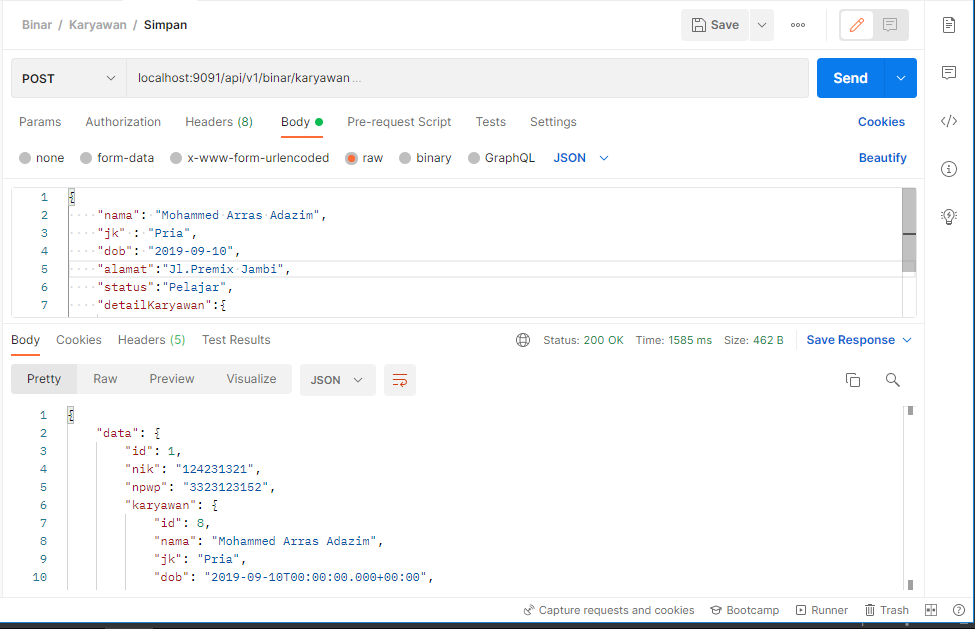 Binar / Karyawan / Simpan
Save
POST
localhost:9091/api/v1/binar/karyawan ...
Send
Params Authorization Headers (8) Body Pre-request Script Tests Settings Cookies
none form-data x-www-form-urlencoded raw binary GraphQL JSON Beautify
1 {
2 "nama": "Mohammed Arras Adazim",
3 "jk" : "Pria",
4 "dob": "2019-09-10",
5 "alamat":"Jl.Premix Jambi",
6 "status":"Pelajar",
7 "detailKaryawan":{
Body Cookies Headers (5) Test Results Status: 200 OK Time: 1585 ms Size: 462 B Save Response
Pretty Raw Preview Visualize JSON
1 {
2 "data": {
3 "id": 1,
4 "nik": "124231321",
5 "npwp": "3323123152",
6 "karyawan": {
7 "id": 8,
8 "nama": "Mohammed Arras Adazim",
9 "jk": "Pria",
10 "dob": "2019-09-10T00:00:00.000+00:00",
Capture requests and cookies Bootcamp Runner Trash